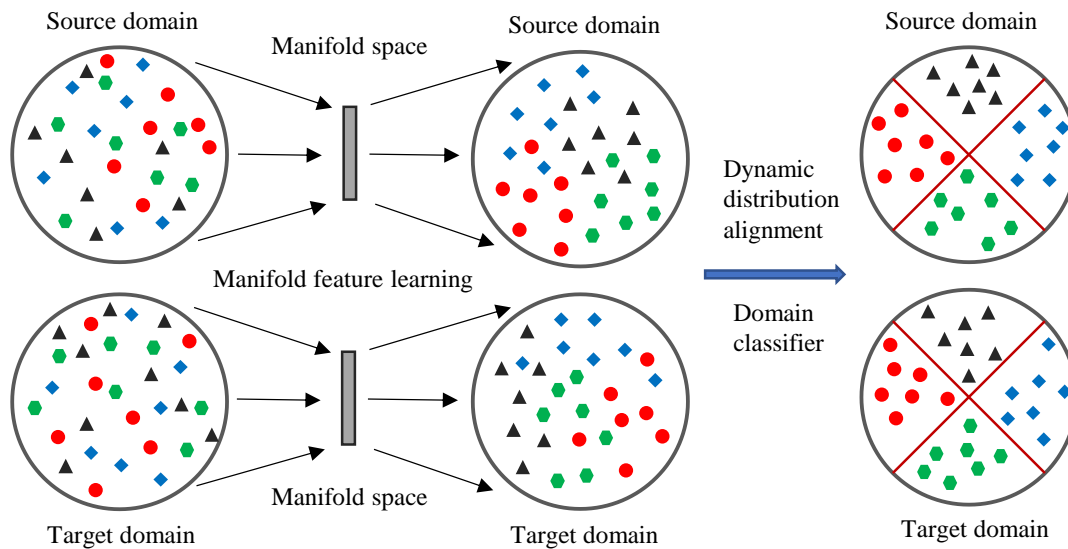 Source domain
Manifold space
Source domain
Source domain
Dynamic
distribution
alignment
Manifold feature learning
Domain
classifier
Manifold space
Target domain
Target domain
Target domain